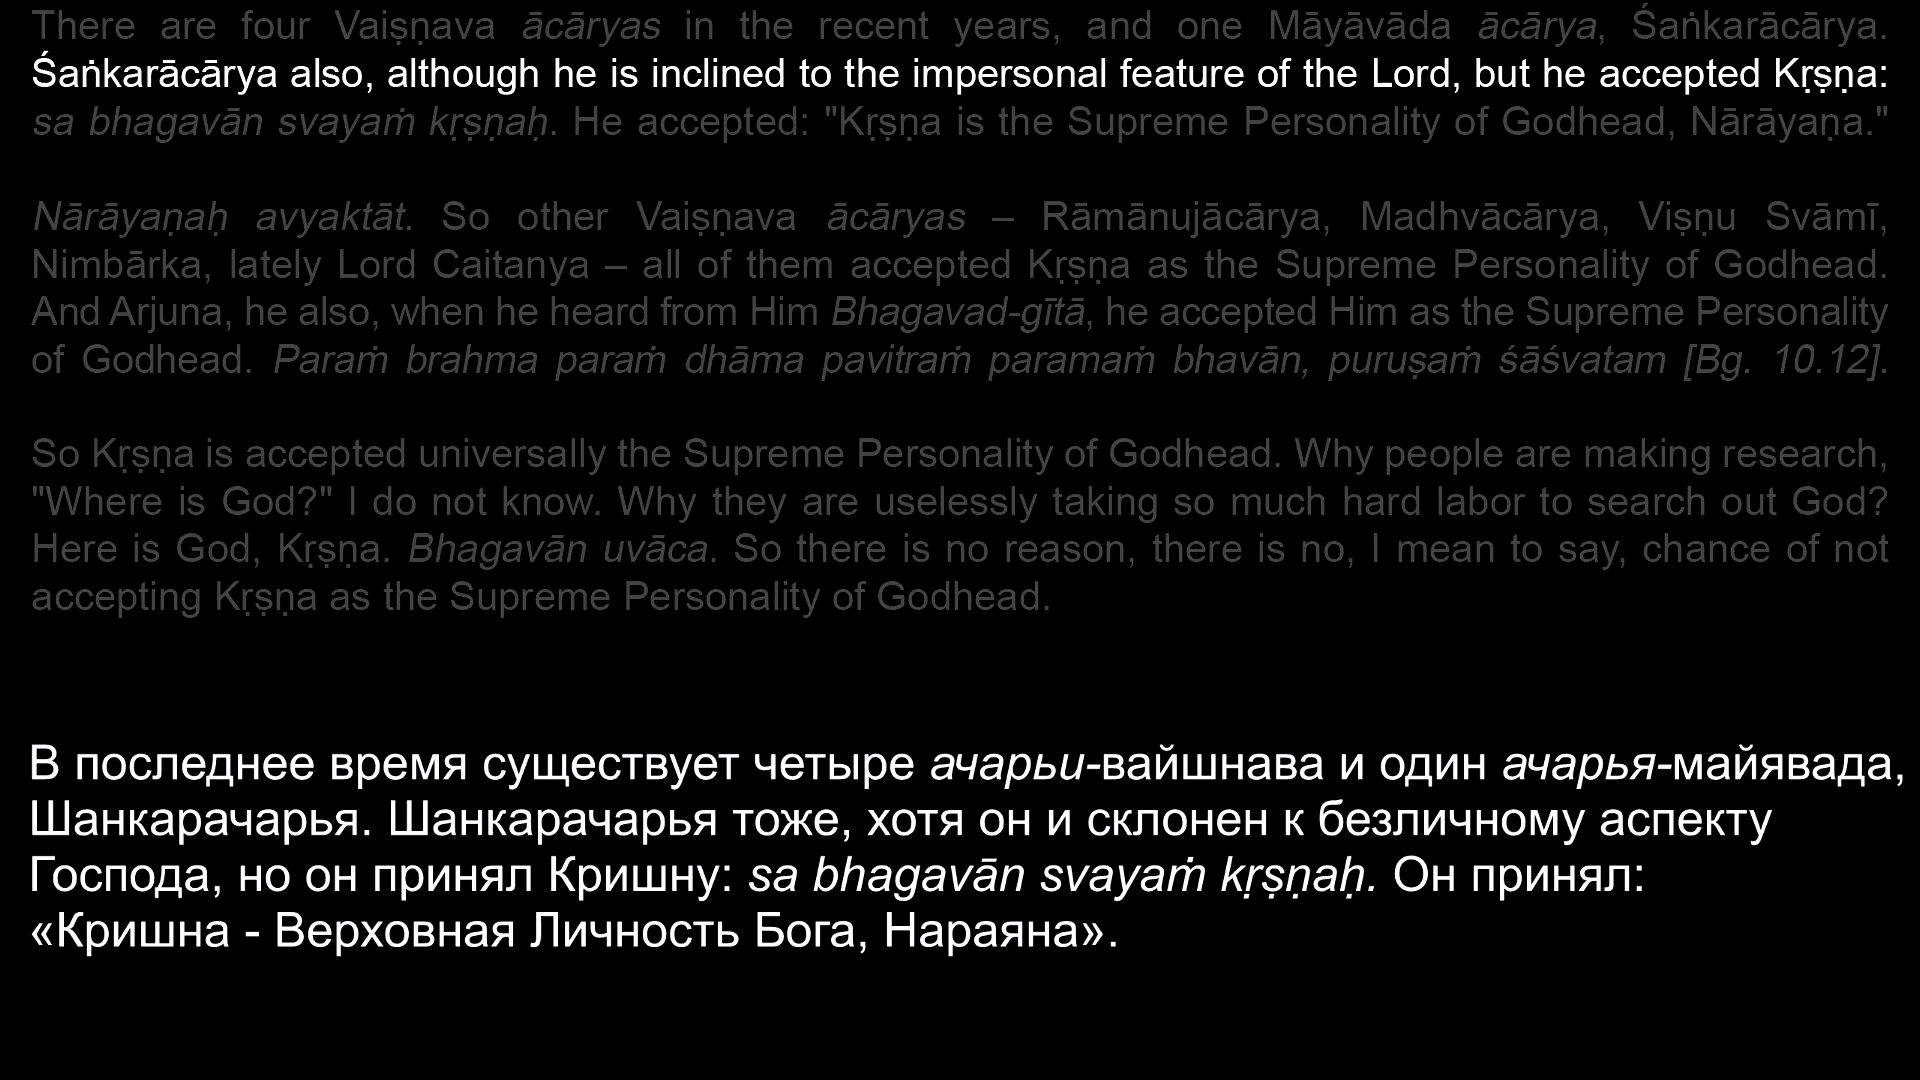 There are four Vaiṣṇava ācāryas in the recent years, and one Māyāvāda ācārya, Śaṅkarācārya.
Śaṅkarācārya also, although he is inclined to the impersonal feature of the Lord, but he accepted Kṛṣṇa:
sa bhagavān svayaṁ kṛṣṇaḥ. He accepted: "Kṛṣṇa is the Supreme Personality of Godhead, Nārāyaṇa."
Nārāyaṇaḥ avyaktāt. So other Vaiṣṇava ācāryas – Rāmānujācārya, Madhvācārya, Viṣṇu Svāmī,
Nimbārka, lately Lord Caitanya – all of them accepted Kṛṣṇa as the Supreme Personality of Godhead.
And Arjuna, he also, when he heard from Him Bhagavad-gītā, he accepted Him as the Supreme Personality
of Godhead. Paraṁ brahma paraṁ dhāma pavitraṁ paramaṁ bhavān, puruṣaṁ śāśvatam [Bg. 10.12].
So Kṛṣṇa is accepted universally the Supreme Personality of Godhead. Why people are making research,
"Where is God?" I do not know. Why they are uselessly taking so much hard labor to search out God?
Here is God, Kṛṣṇa. Bhagavān uvāca. So there is no reason, there is no, I mean to say, chance of not
accepting Kṛṣṇa as the Supreme Personality of Godhead.
В последнее время существует четыре ачарьи-вайшнава и один ачарья-майявада,
Шанкарачарья. Шанкарачарья тоже, хотя он и склонен к безличному аспекту
Господа, но он принял Кришну: sa bhagavān svayaṁ kṛṣṇaḥ. Он принял:
«Кришна - Верховная Личность Бога, Нараяна».